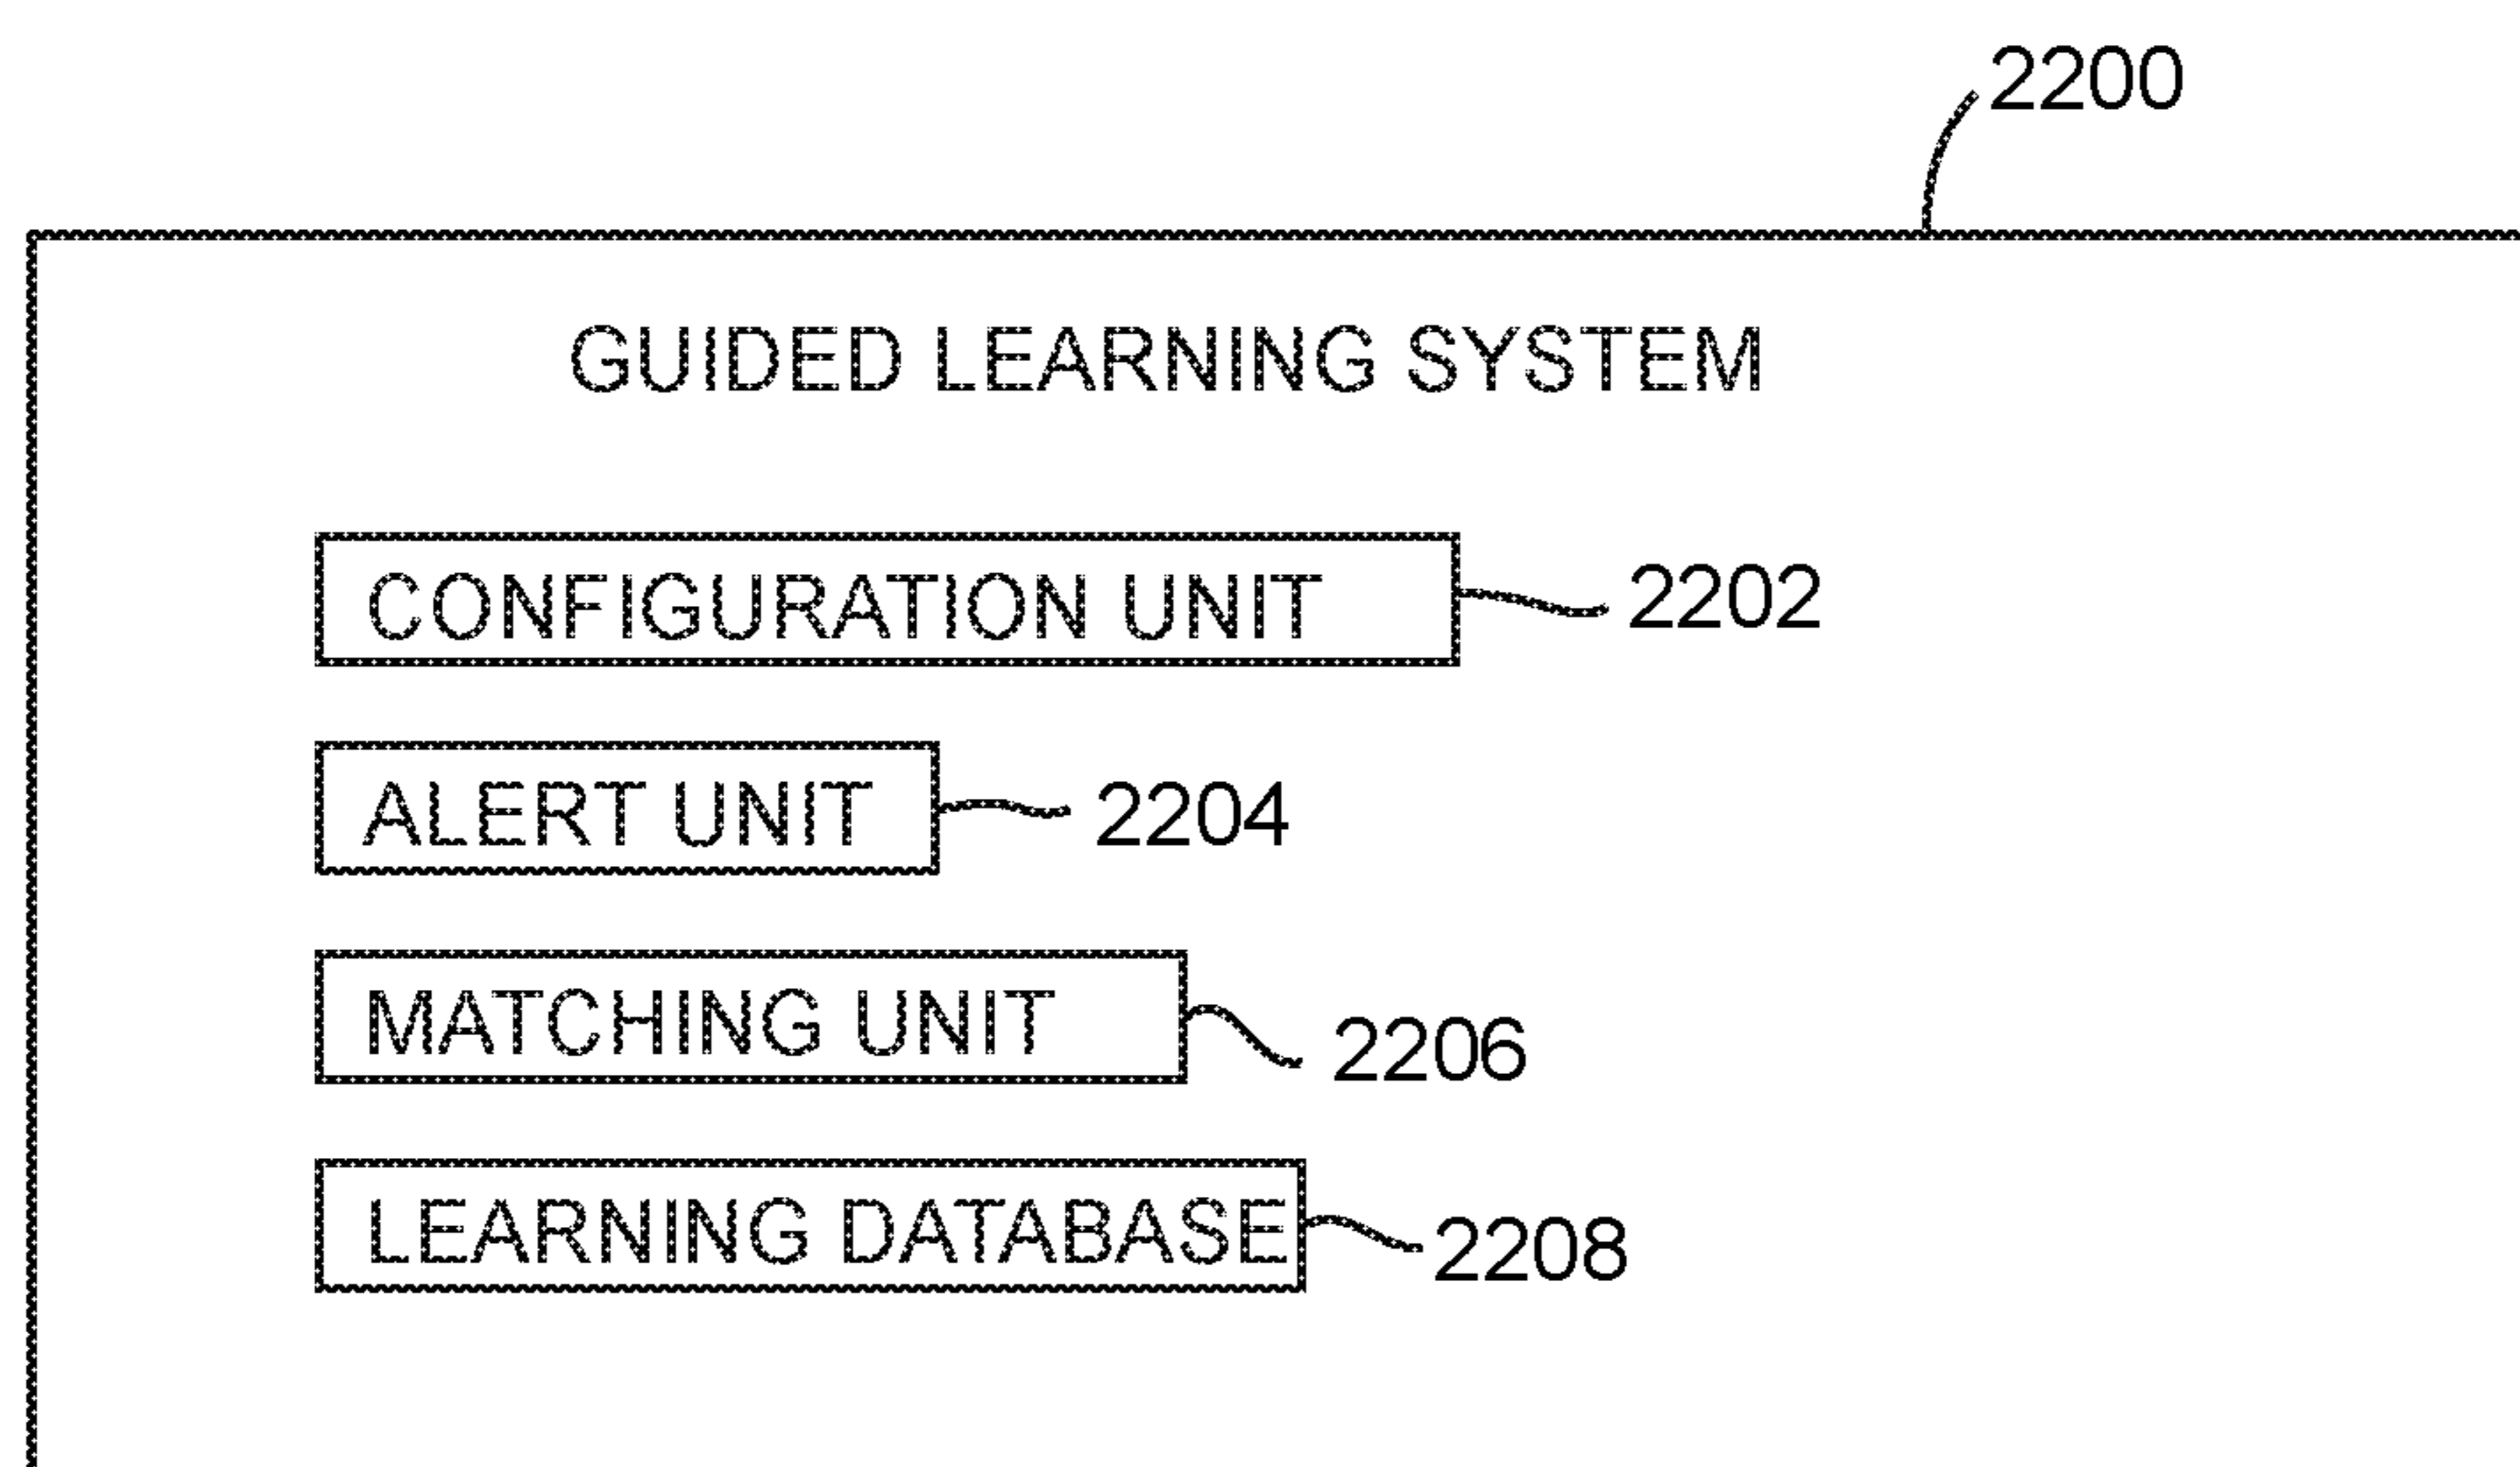 2200
GUIDED LEARNING SYSTEM
CONFIGURATION UNIT 2202
ALERT UNIT 2204
MATCHING UNIT 2206
LEARNING DATABASE 2208